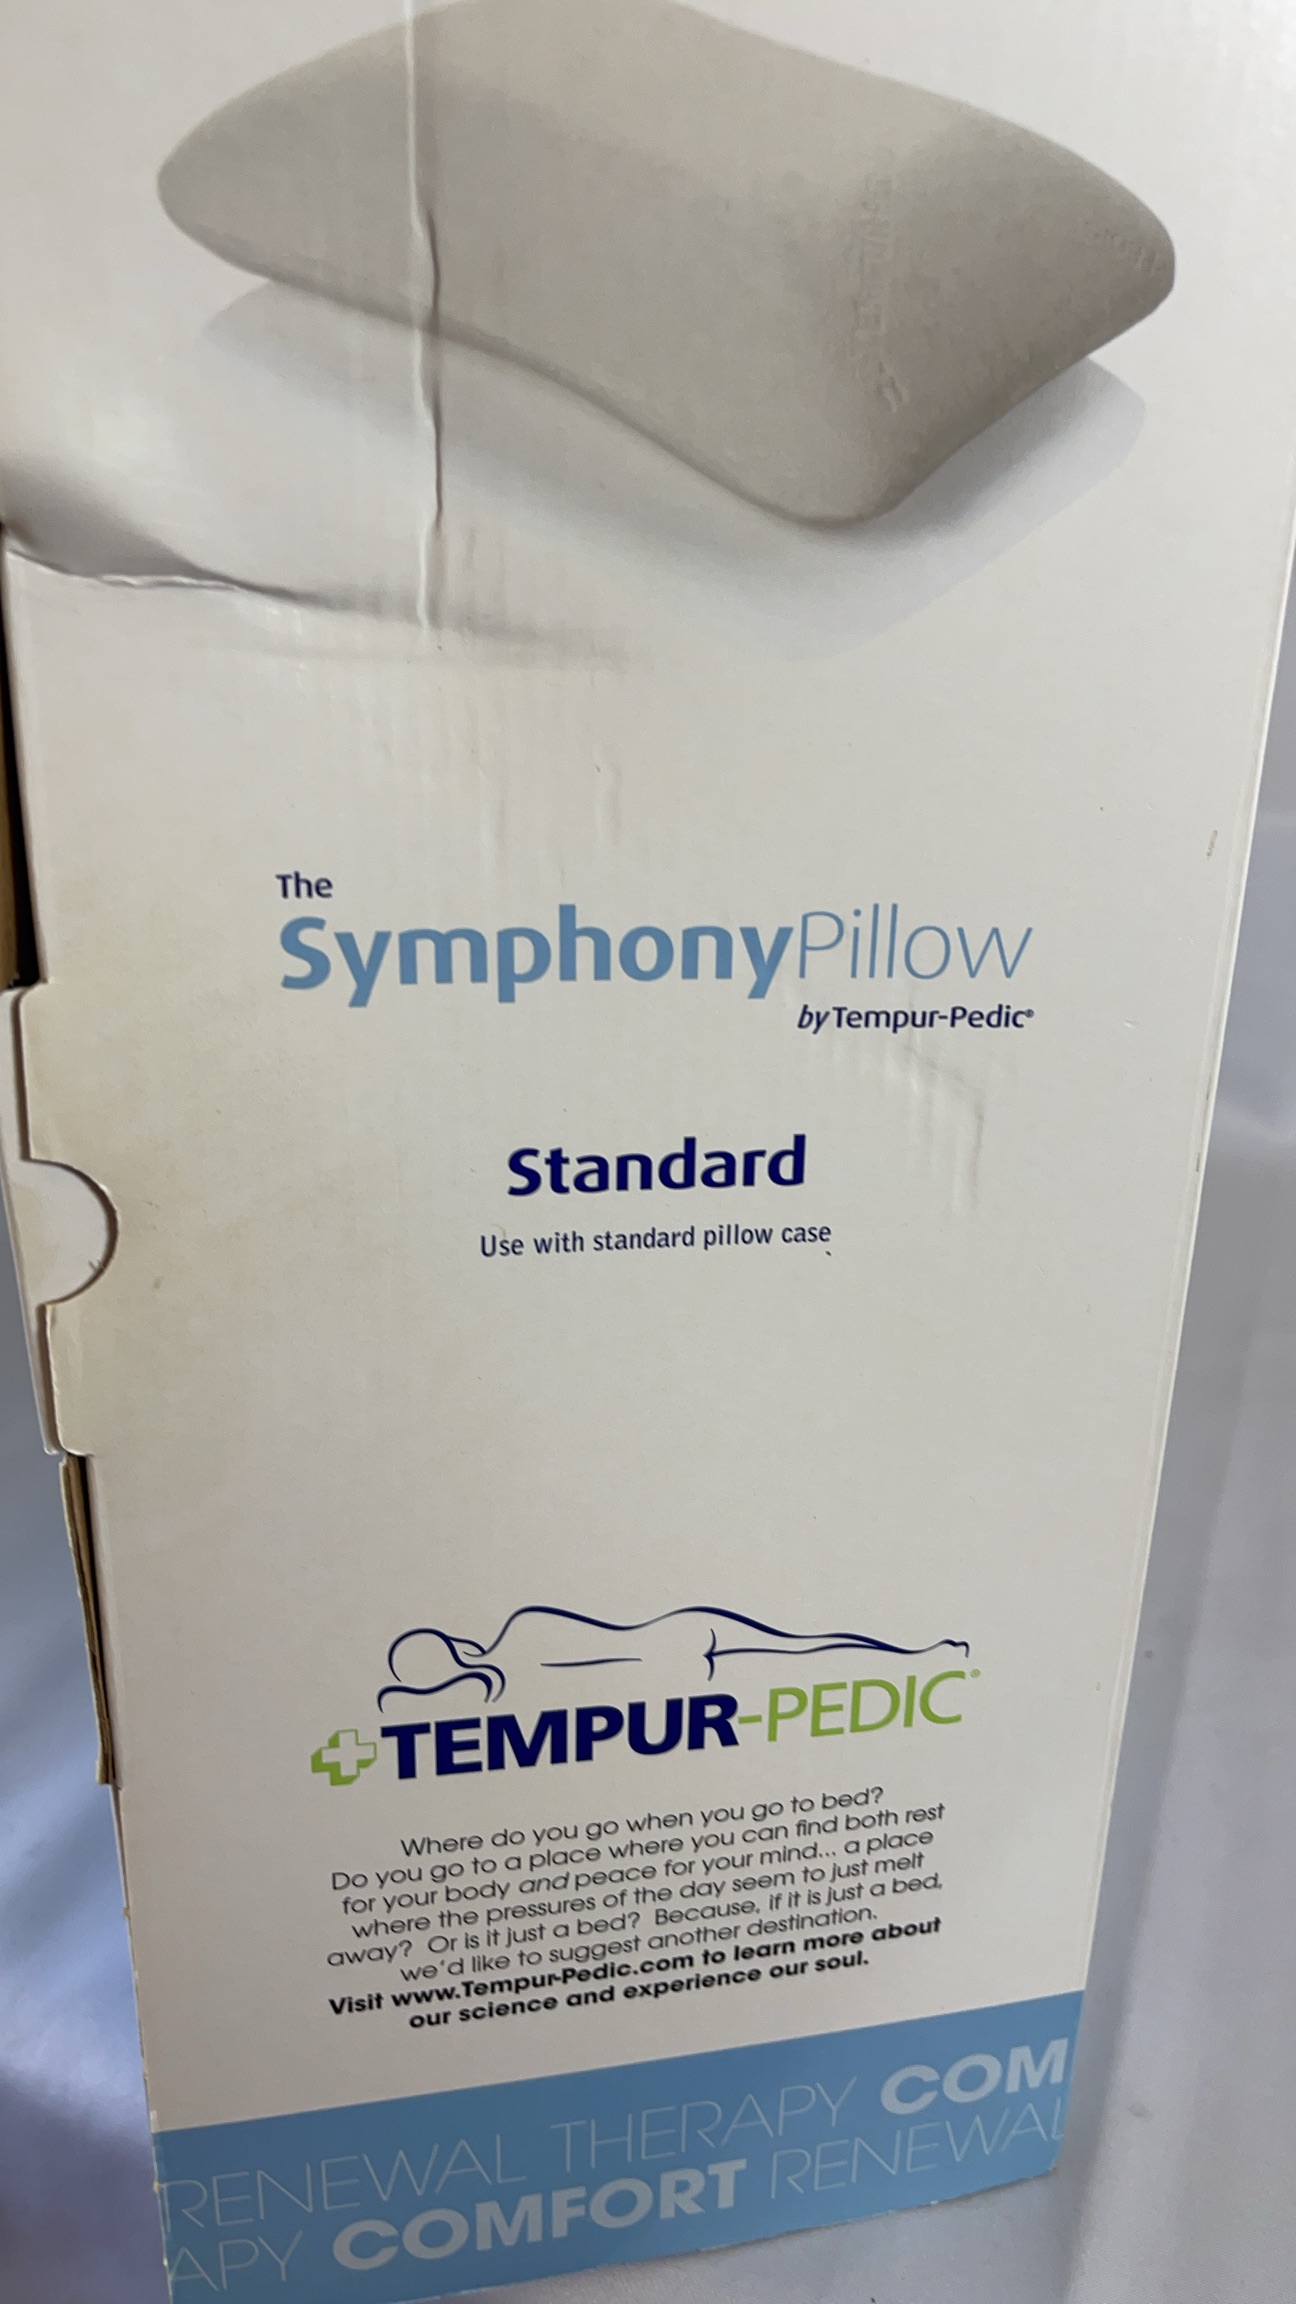 The
SymphonyPillow
by Tempur-Pedic®
Standard
Use with standard pillow case
TEMPUR-PEDIC®
Where do you go when you go to bed?
Do you go to a place where you can find both rest
for your body and peace for your mind... a place
where the pressures of the day seem to just melt
away? Or is it just a bed? Because, if it is just a bed,
we'd like to suggest another destination.
Visit www.Tempur-Pedic.com to learn more about
our science and experience our soul.
RENEWAL THERAPY COM
APY COMFORT RENEWAL